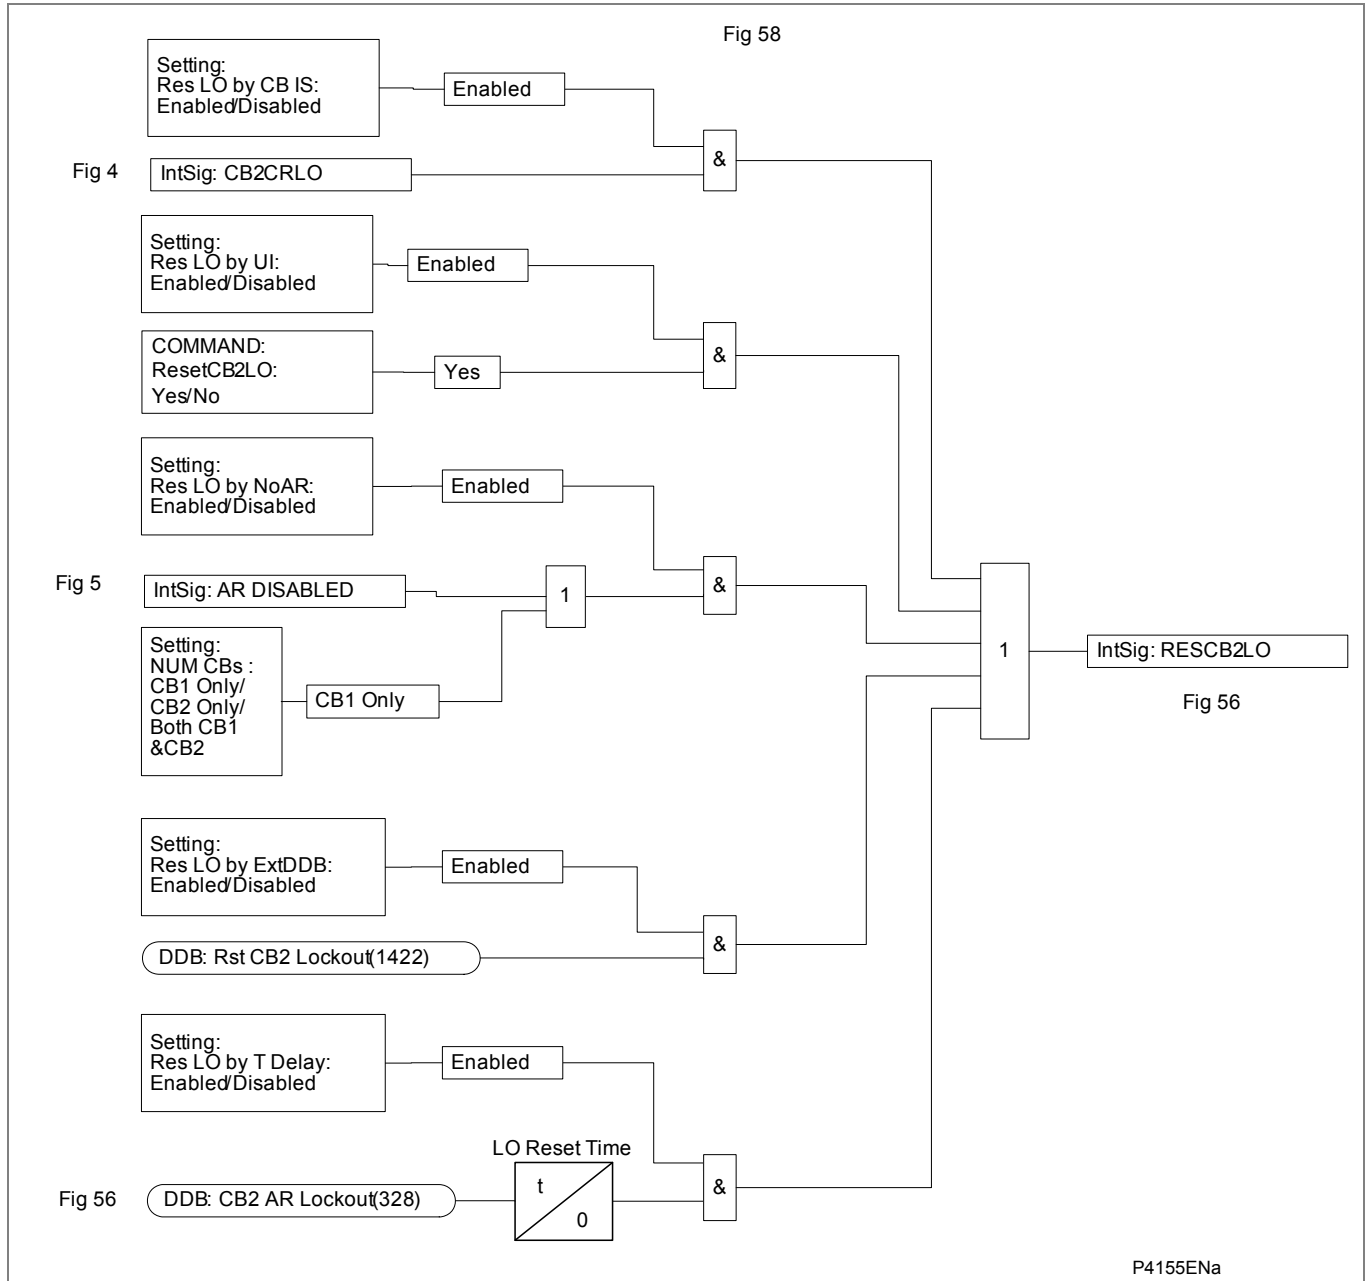 Fig 58
Setting:
Res LO by CB IS:
Enabled/Disabled
Enabled
&
Fig 4
IntSig: CB2CRLO
Setting:
Res LO by UI:
Enabled/Disabled
Enabled
&
COMMAND:
ResetCB2LO:
Yes/No
Yes
Setting:
Res LO by NoAR:
Enabled/Disabled
Enabled
&
Fig 5
IntSig: AR DISABLED
1
Setting:
NUM CBs :
CB1 Only/
CB2 Only/
Both CB1
&CB2
CB1 Only
1
IntSig: RESCB2LO
Fig 56
Setting:
Res LO by ExtDDB:
Enabled/Disabled
Enabled
&
DDB: Rst CB2 Lockout(1422)
Setting:
Res LO by T Delay:
Enabled/Disabled
Enabled
LO Reset Time
t
0
&
Fig 56
DDB: CB2 AR Lockout(328)
P4155ENa